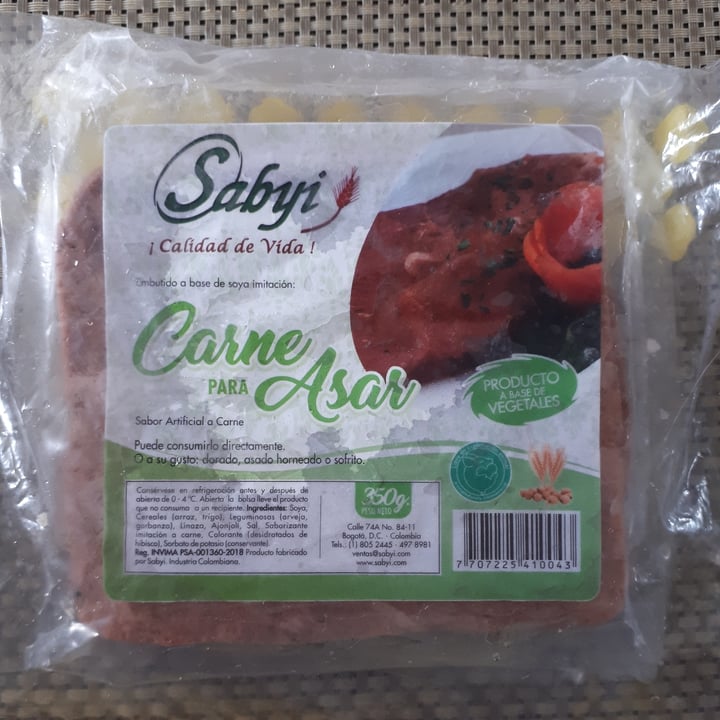 Sabyi
¡ Calidad de Vida !
Embutido a base de soya imitación:
Carne
PARA Asar
PRODUCTO
A BASE DE
VEGETALES
Sabor Artificial a Carne
Puede consumirlo directamente.
O a su gusto: dorado, asado horneado o sofrito.
Consérvese en refrigeración antes y después de
abierta de 0 - 4 °C. Abierta la bolsa lleve el producto
que no consuma a un recipiente. Ingredientes: Soya,
Cereales (arroz, trigo), Leguminosas (arveja,
garbanzo), Linaza, Ajonjolí, Sal, Saborizante
imitación a carne, Colorante (desidratados de
hibisco), Sorbato de potasio (conservante).
Reg. INVIMA PSA-001360-2018 Producto fabricado
por Sabyi. Industria Colombiana.
350g.
PESO NETO
Calle 74A No. 84-11
Bogotá, D.C. - Colombia
Tels.: (1) 805 2445 - 497 8981
ventas@sabyi.com
www.sabyi.com
7 707225 410043